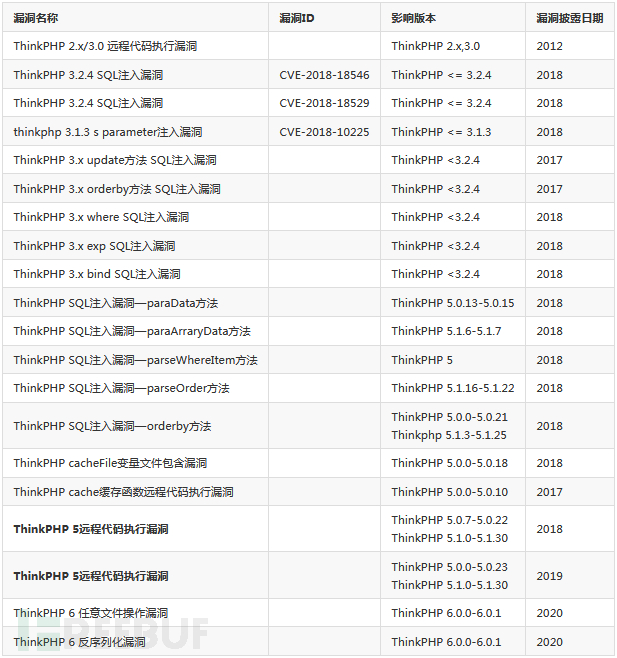 漏洞名称 漏洞ID 影响版本 漏洞披露日期
ThinkPHP 2.x/3.0 远程代码执行漏洞 ThinkPHP 2.x,3.0 2012
ThinkPHP 3.2.4 SQL注入漏洞 CVE-2018-18546 ThinkPHP <= 3.2.4 2018
ThinkPHP 3.2.4 SQL注入漏洞 CVE-2018-18529 ThinkPHP <= 3.2.4 2018
thinkphp 3.1.3 s parameter注入漏洞 CVE-2018-10225 ThinkPHP <= 3.1.3 2018
ThinkPHP 3.x update方法 SQL注入漏洞 ThinkPHP <3.2.4 2017
ThinkPHP 3.x orderby方法 SQL注入漏洞 ThinkPHP <3.2.4 2017
ThinkPHP 3.x where SQL注入漏洞 ThinkPHP <3.2.4 2018
ThinkPHP 3.x exp SQL注入漏洞 ThinkPHP <3.2.4 2018
ThinkPHP 3.x bind SQL注入漏洞 ThinkPHP <3.2.4 2018
ThinkPHP SQL注入漏洞—paraData方法 ThinkPHP 5.0.13-5.0.15 2018
ThinkPHP SQL注入漏洞—paraArraryData方法 ThinkPHP 5.1.6-5.1.7 2018
ThinkPHP SQL注入漏洞—parseWhereItem方法 ThinkPHP 5 2018
ThinkPHP SQL注入漏洞—parseOrder方法 ThinkPHP 5.1.16-5.1.22 2018
ThinkPHP SQL注入漏洞—orderby方法 ThinkPHP 5.0.0-5.0.21 2018
Thinkphp 5.1.3-5.1.25
ThinkPHP cacheFile变量文件包含漏洞 ThinkPHP 5.0.0-5.0.18 2018
ThinkPHP cache缓存函数远程代码执行漏洞 ThinkPHP 5.0.0-5.0.10 2017
ThinkPHP 5远程代码执行漏洞 ThinkPHP 5.0.7-5.0.22 2018
ThinkPHP 5.1.0-5.1.30
ThinkPHP 5远程代码执行漏洞 ThinkPHP 5.0.0-5.0.23 2019
ThinkPHP 5.1.0-5.1.30
ThinkPHP 6 任意文件操作漏洞 ThinkPHP 6.0.0-6.0.1 2020
ThinkPHP 6 反序列化漏洞 ThinkPHP 6.0.0-6.0.1 2020
REEBUF